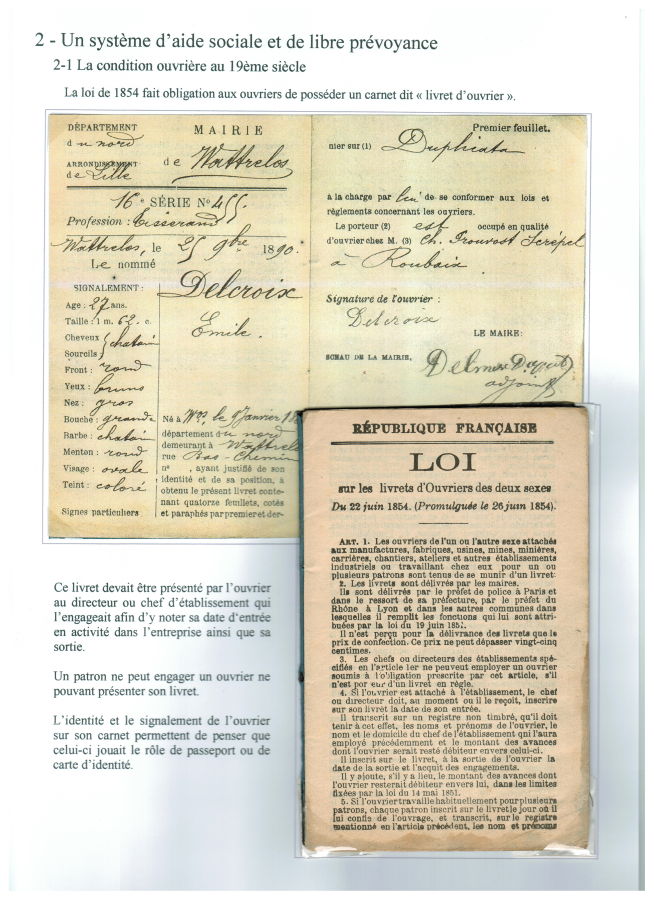 2 - Un système d'aide sociale et de libre prévoyance
2-1 La condition ouvrière au 19ème siècle
La loi de 1854 fait obligation aux ouvriers de posséder un carnet dit « livret d'ouvrier ».
DÉPARTEMENT
du nord
ARRONDISSEMENT
de Lille
MAIRIE
de Wattrelos
16e SÉRIE No 455
Profession : Tisserand
Wattrelos, le 25 9bre 1890.
Le nommé
SIGNALEMENT :
Age : 27 ans.
Taille : 1 m. 62. c.
Cheveux
Sourcils
chatain
Front : rond
Yeux : bruns
Nez : gros
Bouche : grande
Barbe : chatain
Menton : rond
Visage : ovale
Teint : coloré
Signes particuliers
Delcroix
Emile.
Né à Wos, le 9 Janvier 18
département du nord
demeurant à Wattrelos
rue Bas-Chemin
n° , ayant justifié de son
identité et de sa position, à
obtenu le présent livret conte-
nant quatorze feuillets, cotés
et paraphés par premier et der-
Premier feuillet.
nier sur (1) Duplicata
à la charge par lui de se conformer aux lois et
règlements concernant les ouvriers.
Le porteur (2) est occupé en qualité
d'ouvrier chez M. (3) Ch. Prouvost Scrépel
à Roubaix
Signature de l'ouvrier :
Delcroix
LE MAIRE:
SCEAU DE LA MAIRIE,
adjoint
RÉPUBLIQUE FRANÇAISE
LOI
sur les livrets d'Ouvriers des deux sexes
Du 22 juin 1854. (Promulguée le 26 juin 1854).
ART. 1. Les ouvriers de l'un ou l'autre sexe attachés
aux manufactures, fabriques, usines, mines, minières,
carrières, chantiers, ateliers et autres établissements
industriels ou travaillant chez eux pour un ou
plusieurs patrons sont tenus de se munir d'un livret.
2. Les livrets sont délivrés par les maires.
Ils sont délivrés par le préfet de police à Paris et
dans le ressort de sa préfecture, par le préfet du
Rhône à Lyon et dans les autres communes dans
lesquelles il remplit les fonctions qui lui sont attri-
buées par la loi du 19 juin 1851.
Il n'est perçu pour la délivrance des livrets que le
prix de confection. Ce prix ne peut dépasser vingt-cinq
centimes.
3. Les chefs ou directeurs des établissements spé-
cifiés en l'article 1er ne peuvent employer un ouvrier
soumis à l'obligation prescrite par cet article, s'il
n'est porteur d'un livret en règle.
4. Si l'ouvrier est attaché à l'établissement, le chef
ou directeur doit, au moment ou il le reçoit, inscrire
sur son livret la date de son entrée.
Il transcrit sur un registre non timbré, qu'il doit
tenir à cet effet, les nom et prénoms de l'ouvrier, le
nom et le domicile du chef de l'établissement qui l'aura
employé précédemment et le montant des avances
dont l'ouvrier serait resté débiteur envers celui-ci.
Il inscrit sur le livret, à la sortie de l'ouvrier la
date de la sortie et l'acquit des engagements.
Il y ajoute, s'il y a lieu, le montant des avances dont
l'ouvrier resterait débiteur envers lui, dans les limites
fixées par la loi du 14 mai 1851.
5. Si l'ouvrier travaille habituellement pour plusieurs
patrons, chaque patron inscrit sur le livret le jour où il
lui confie de l'ouvrage, et transcrit, sur le registre
mentionné en l'article précédent, les nom et prénoms
Ce livret devait être présenté par l'ouvrier
au directeur ou chef d'établissement qui
l'engageait afin d'y noter sa date d'entrée
en activité dans l'entreprise ainsi que sa
sortie.
Un patron ne peut engager un ouvrier ne
pouvant présenter son livret.
L'identité et le signalement de l'ouvrier
sur son carnet permettent de penser que
celui-ci jouait le rôle de passeport ou de
carte d'identité.